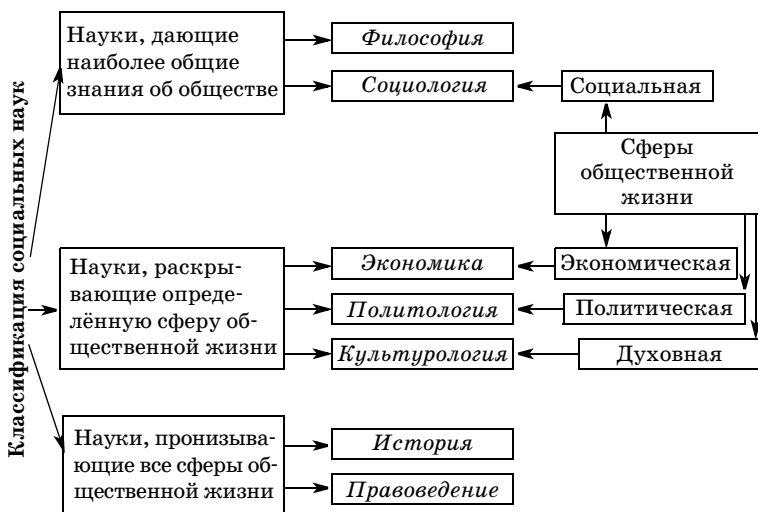 Классификация социальных наук
Науки, дающие
наиболее общие
знания об обществе
Философия
Социология
Социальная
Сферы
общественной
жизни
Науки, раскры-
вающие опреде-
лённую сферу об-
щественной жизни
Экономика
Экономическая
Политология
Политическая
Культурология
Духовная
Науки, пронизыва-
ющие все сферы об-
щественной жизни
История
Правоведение